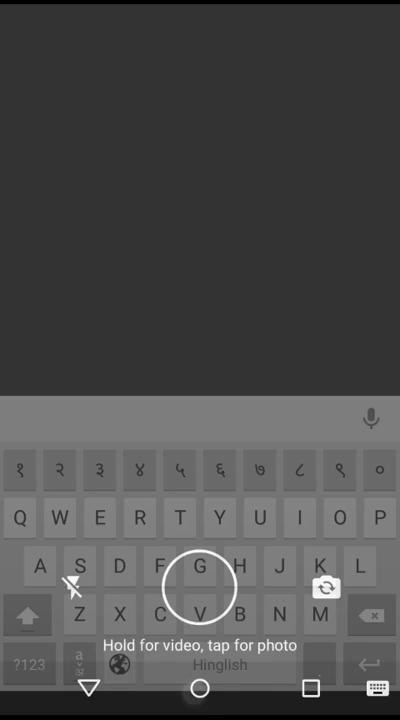 १ २ ३ ४ ५ ६ ७ ८ ९ ०
Q W E R T Y U I O P
A S D F G H J K L
Z X C V B N M
Hold for video, tap for photo
?123 a Hinglish